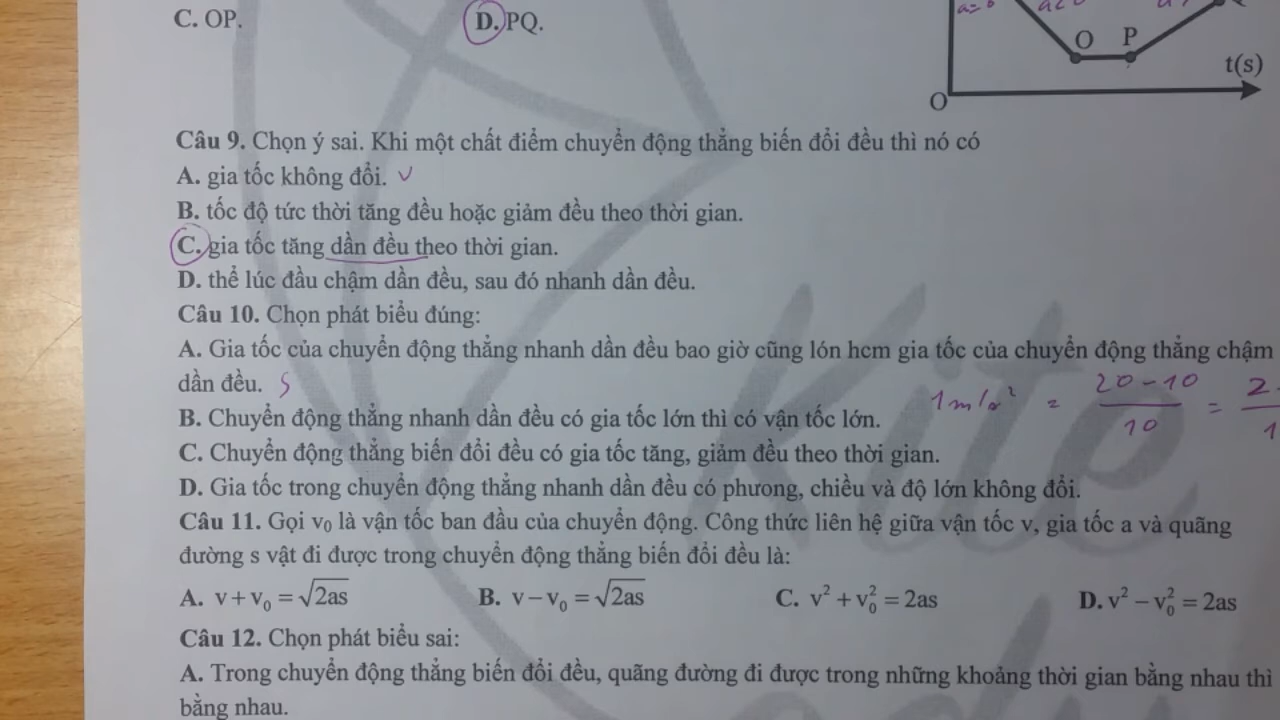 C. OP. D. PQ.
a=0 a<0
O P
t(s)
O
Câu 9. Chọn ý sai. Khi một chất điểm chuyển động thẳng biến đổi đều thì nó có
A. gia tốc không đổi.
B. tốc độ tức thời tăng đều hoặc giảm đều theo thời gian.
C. gia tốc tăng dần đều theo thời gian.
D. thể lúc đầu chậm dần đều, sau đó nhanh dần đều.
Câu 10. Chọn phát biểu đúng:
A. Gia tốc của chuyển động thẳng nhanh dần đều bao giờ cũng lón hcm gia tốc của chuyển động thẳng chậm
dần đều. S
1m/s² = 20-10/10 = 2
B. Chuyển động thẳng nhanh dần đều có gia tốc lớn thì có vận tốc lớn.
C. Chuyển động thẳng biến đổi đều có gia tốc tăng, giảm đều theo thời gian.
D. Gia tốc trong chuyển động thẳng nhanh dần đều có phưong, chiều và độ lớn không đổi.
Câu 11. Gọi v₀ là vận tốc ban đầu của chuyển động. Công thức liên hệ giữa vận tốc v, gia tốc a và quãng
đường s vật đi được trong chuyển động thẳng biến đổi đều là:
A. v+v₀ = √2as B. v−v₀ = √2as C. v² + v₀² = 2as D. v² − v₀² = 2as
Câu 12. Chọn phát biểu sai:
A. Trong chuyển động thẳng biến đổi đều, quãng đường đi được trong những khoảng thời gian bằng nhau thì
bằng nhau.
Kite